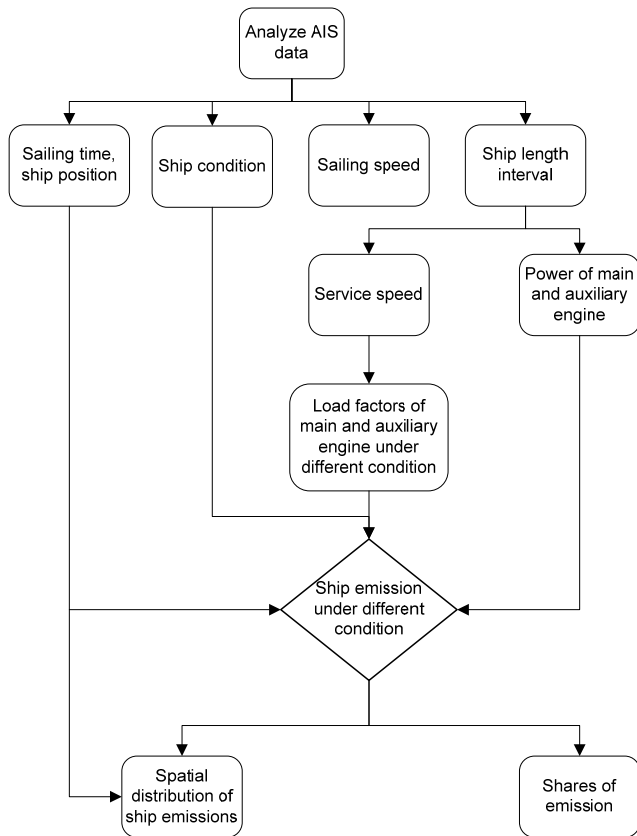 Analyze AIS
data
Sailing time,
ship position
Ship condition
Sailing speed
Ship length
interval
Service speed
Power of main
and auxiliary
engine
Load factors of
main and auxiliary
engine under
different condition
Ship emission
under different
condition
Spatial
distribution of
ship emissions
Shares of
emission